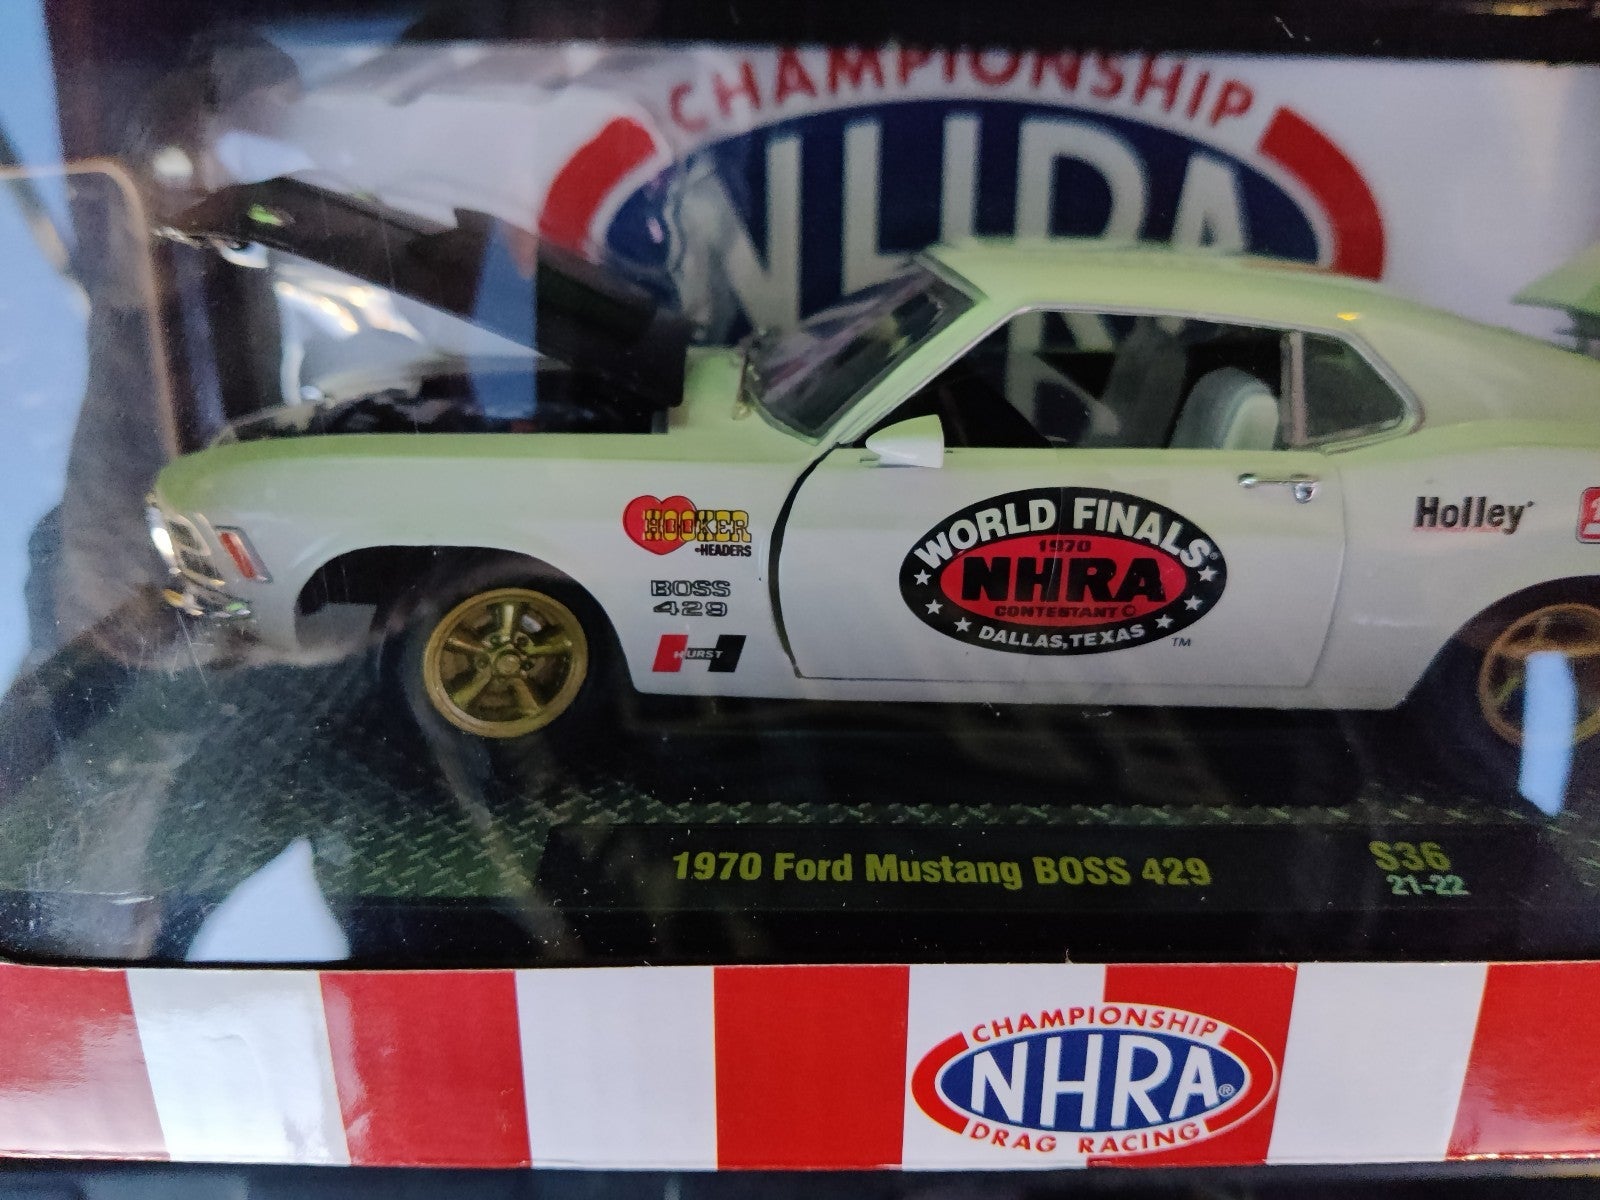 CHAMPIONSHIP
NHRA
HOOKER
HEADERS
BOSS
429
HURST
WORLD FINALS
1970
NHRA
CONTESTANT ©
DALLAS, TEXAS
TM
Holley
1970 Ford Mustang BOSS 429
S36
21-22
CHAMPIONSHIP
NHRA®
DRAG RACING